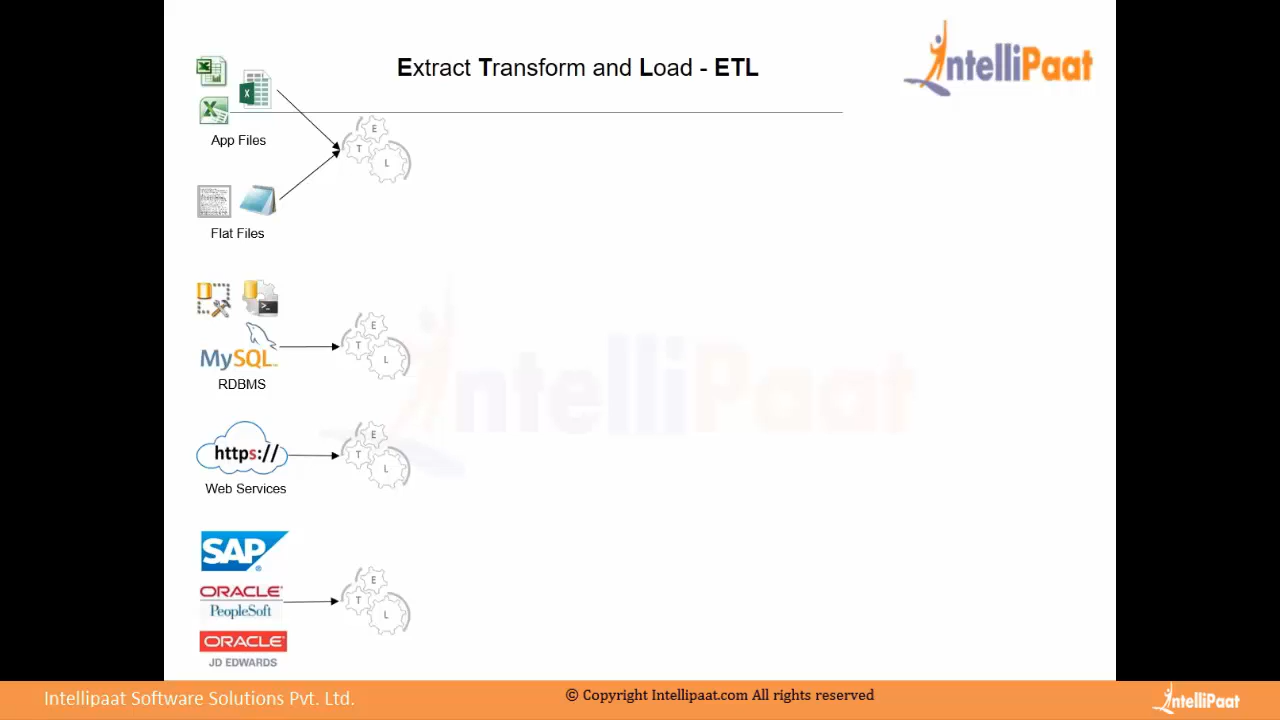 Extract Transform and Load - ETL
IntelliPaat
App Files
E
T
L
Flat Files
MySQL
RDBMS
E
T
L
https://
Web Services
E
T
L
SAP
ORACLE
PeopleSoft
ORACLE
JD EDWARDS
E
T
L
IntelliPaat
Intellipaat Software Solutions Pvt. Ltd.
© Copyright Intellipaat.com All rights reserved
IntelliPaat